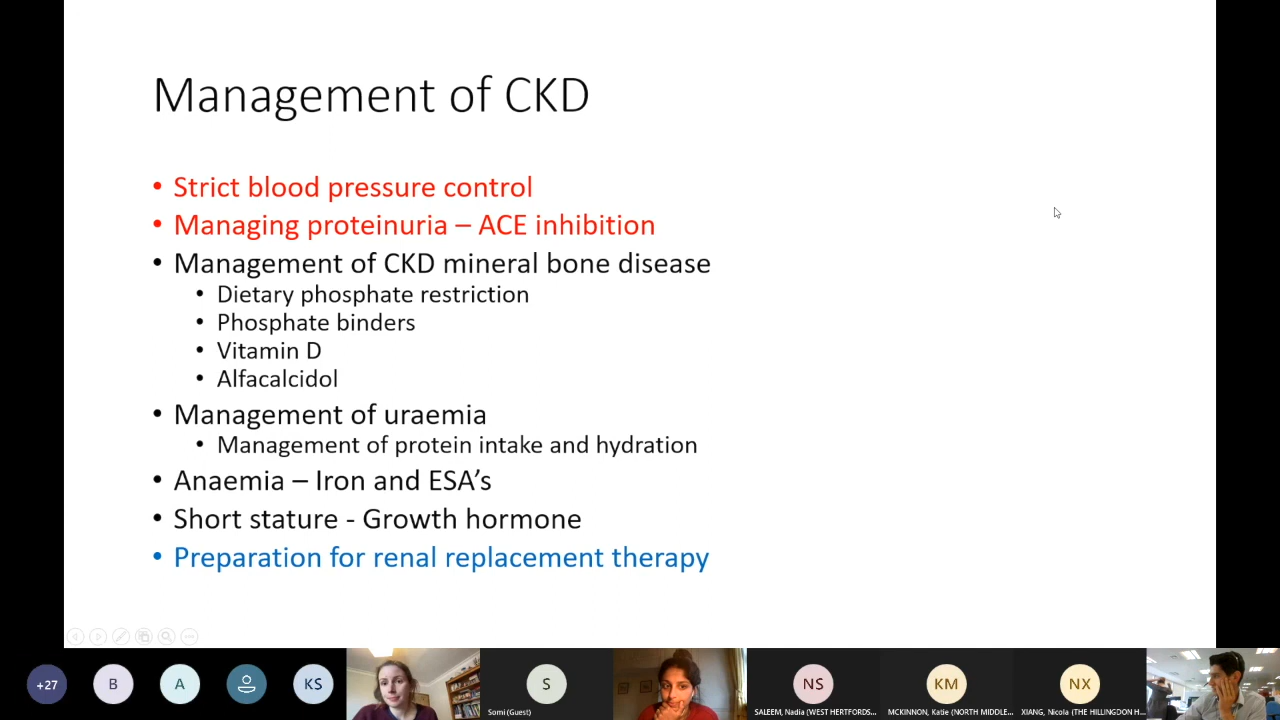 Management of CKD
• Strict blood pressure control
• Managing proteinuria – ACE inhibition
• Management of CKD mineral bone disease
• Dietary phosphate restriction
• Phosphate binders
• Vitamin D
• Alfacalcidol
• Management of uraemia
• Management of protein intake and hydration
• Anaemia – Iron and ESA’s
• Short stature - Growth hormone
• Preparation for renal replacement therapy
+27
B
A
KS
S
Somi (Guest)
NS
SALEEM, Nadia (WEST HERTFORDS...
KM
MCKINNON, Katie (NORTH MIDDLE...
NX
XIANG, Nicola (THE HILLINGDON H...